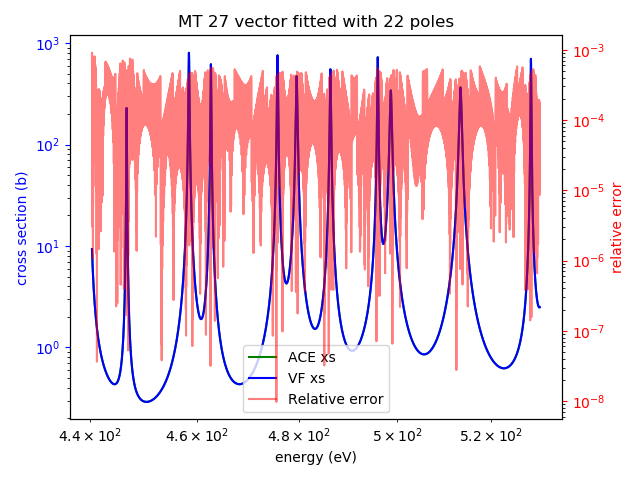 MT 27 vector fitted with 22 poles
10³
10²
10¹
10⁰
cross section (b)
10⁻³
10⁻⁴
10⁻⁵
10⁻⁶
10⁻⁷
10⁻⁸
relative error
ACE xs
VF xs
Relative error
4.4 × 10² 4.6 × 10² 4.8 × 10² 5 × 10² 5.2 × 10²
energy (eV)